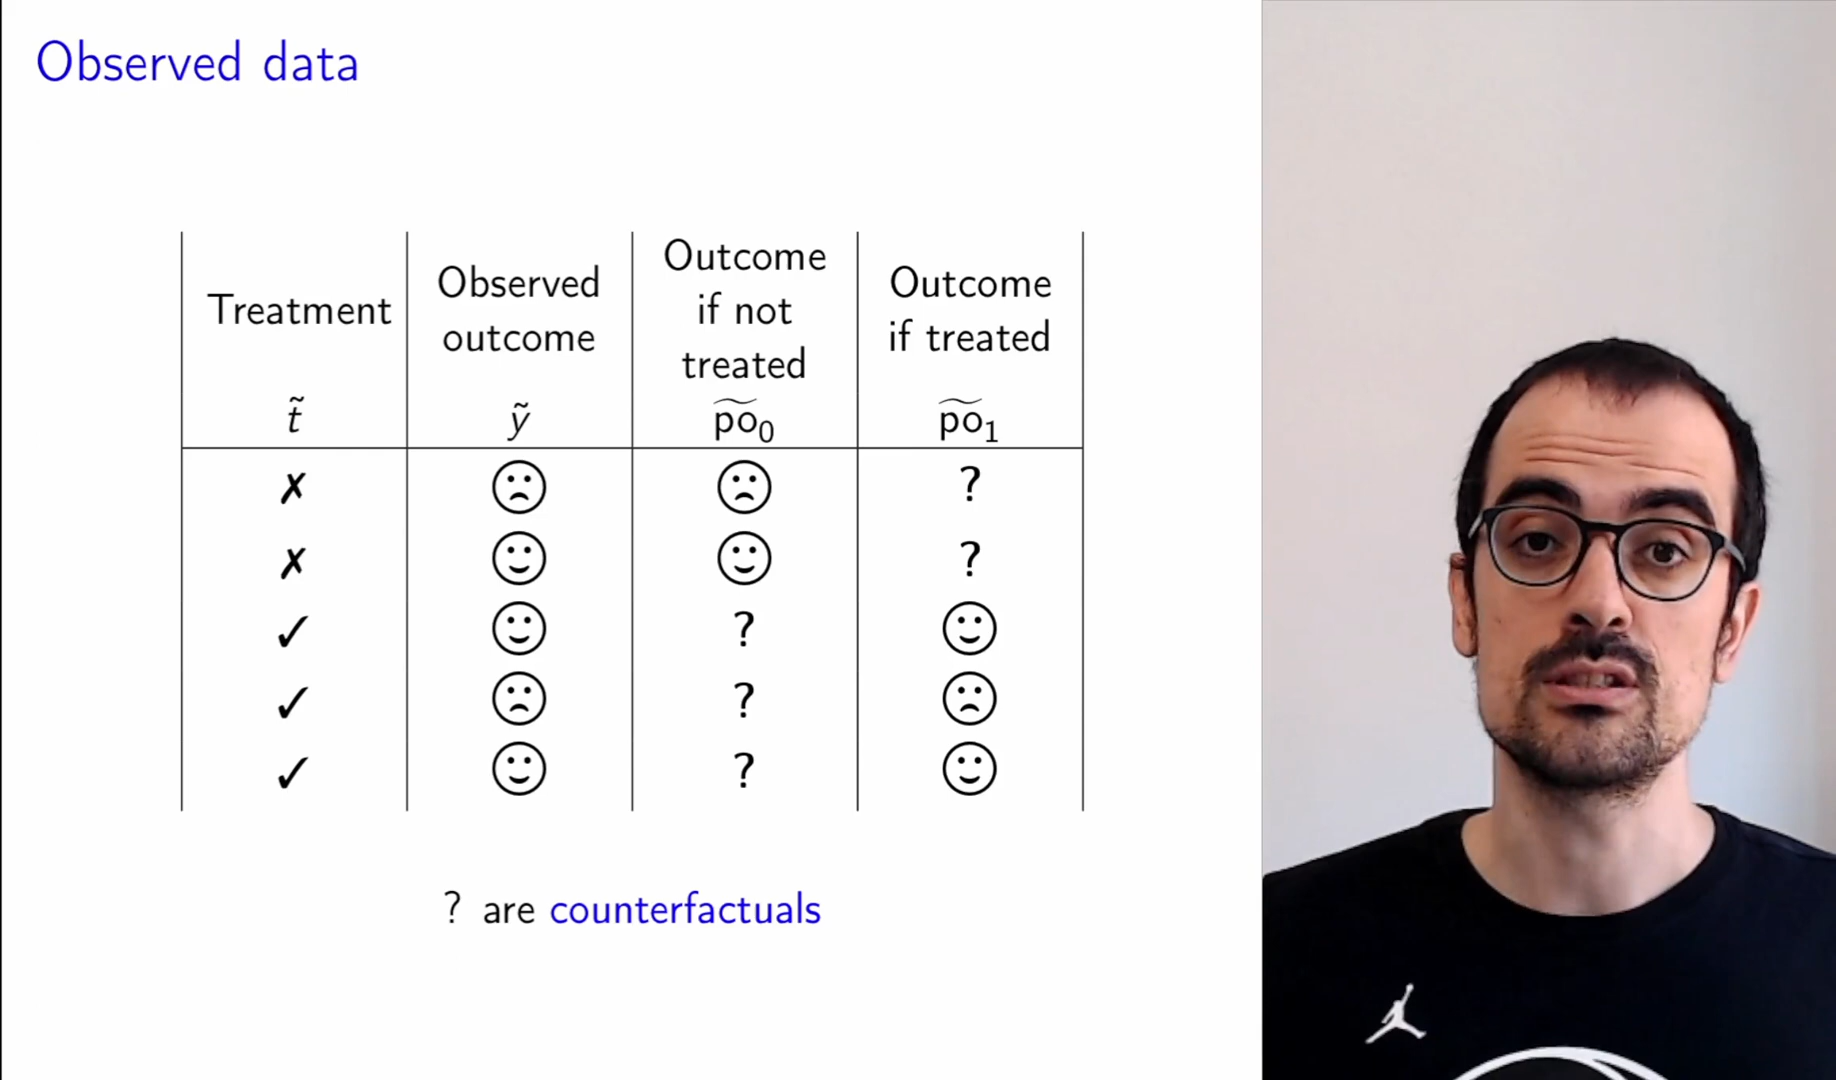 Observed data
Treatment
Observed
outcome
Outcome
if not
treated
Outcome
if treated
t̃
ỹ
p͠o₀
p͠o₁
✗ ☹ ☹ ?
✗ ☺ ☺ ?
✓ ☺ ? ☺
✓ ☹ ? ☹
✓ ☺ ? ☺
? are counterfactuals